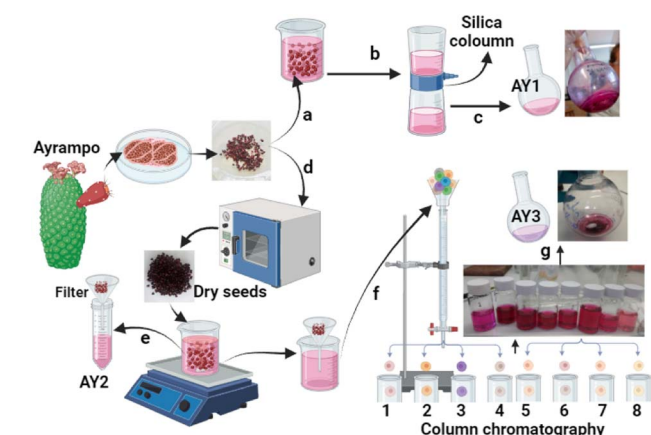 Silica
coloumn
b
AY1
a
c
Ayrampo
d
AY3
g
f
Filter
Dry seeds
e
AY2
1 2 3 4 5 6 7 8
Column chromatography